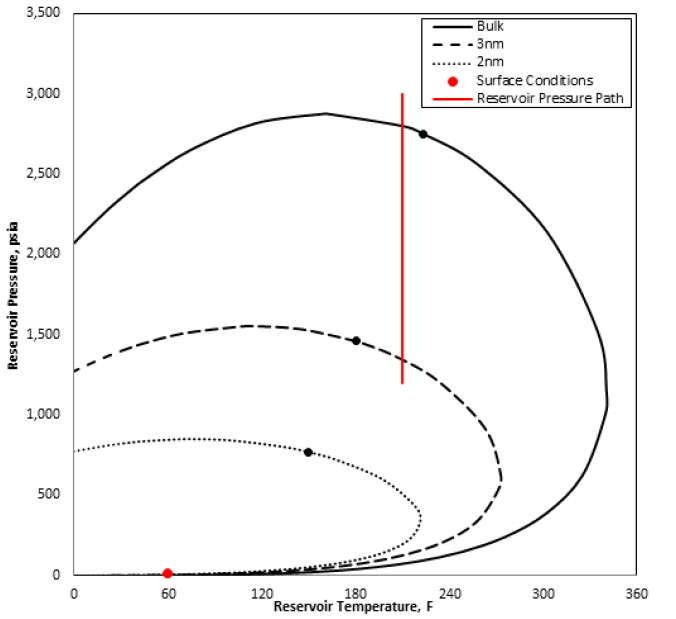 3,500
3,000
2,500
2,000
1,500
1,000
500
0
Reservoir Pressure, psia
Bulk
3nm
2nm
Surface Conditions
Reservoir Pressure Path
0 60 120 180 240 300 360
Reservoir Temperature, F